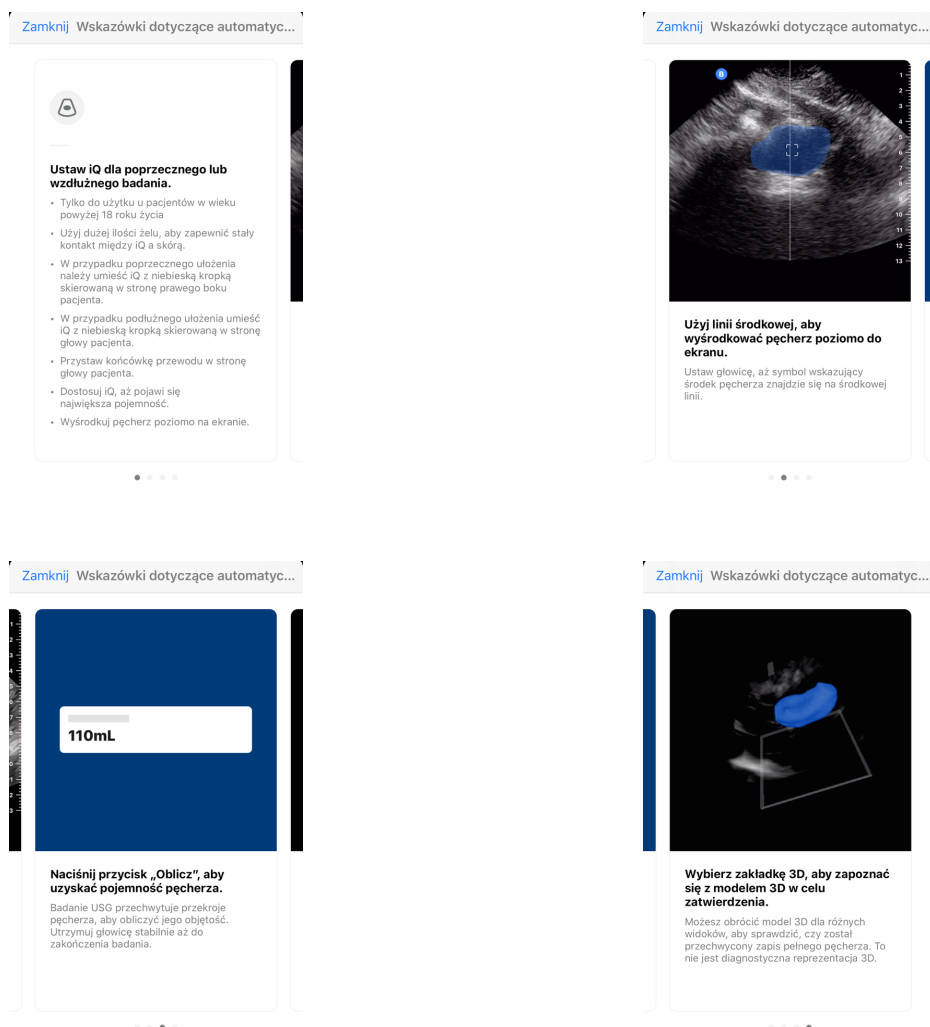 Zamknij Wskazówki dotyczące automatyc...
Ustaw iQ dla poprzecznego lub
wzdłużnego badania.
• Tylko do użytku u pacjentów w wieku
powyżej 18 roku życia
• Użyj dużej ilości żelu, aby zapewnić stały
kontakt między iQ a skórą.
• W przypadku poprzecznego ułożenia
należy umieść iQ z niebieską kropką
skierowaną w stronę prawego boku
pacjenta.
• W przypadku podłużnego ułożenia umieść
iQ z niebieską kropką skierowaną w stronę
głowy pacjenta.
• Przystaw końcówkę przewodu w stronę
głowy pacjenta.
• Dostosuj iQ, aż pojawi się
największa pojemność.
• Wyśrodkuj pęcherz poziomo na ekranie.
Zamknij Wskazówki dotyczące automatyc...
B
1
2
3
4
5
6
7
8
9
10
11
12
13
Użyj linii środkowej, aby
wyśrodkować pęcherz poziomo do
ekranu.
Ustaw głowicę, aż symbol wskazujący
środek pęcherza znajdzie się na środkowej
linii.
Zamknij Wskazówki dotyczące automatyc...
110mL
Naciśnij przycisk „Oblicz”, aby
uzyskać pojemność pęcherza.
Badanie USG przechwytuje przekroje
pęcherza, aby obliczyć jego objętość.
Utrzymuj głowicę stabilnie aż do
zakończenia badania.
Zamknij Wskazówki dotyczące automatyc...
Wybierz zakładkę 3D, aby zapoznać
się z modelem 3D w celu
zatwierdzenia.
Możesz obrócić model 3D dla różnych
widoków, aby sprawdzić, czy został
przechwycony zapis pełnego pęcherza. To
nie jest diagnostyczna reprezentacja 3D.